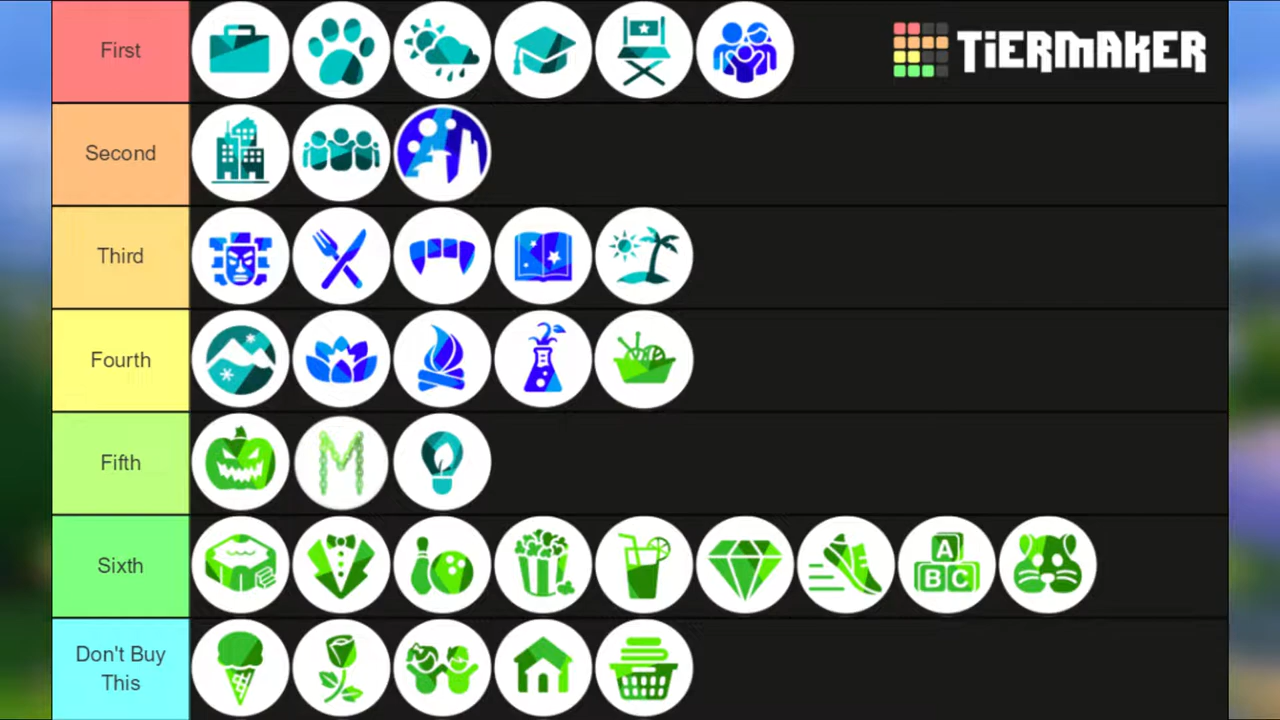 First
TiERMAKER
Second
Third
Fourth
M
Fifth
Sixth
A
B C
Don't Buy
This